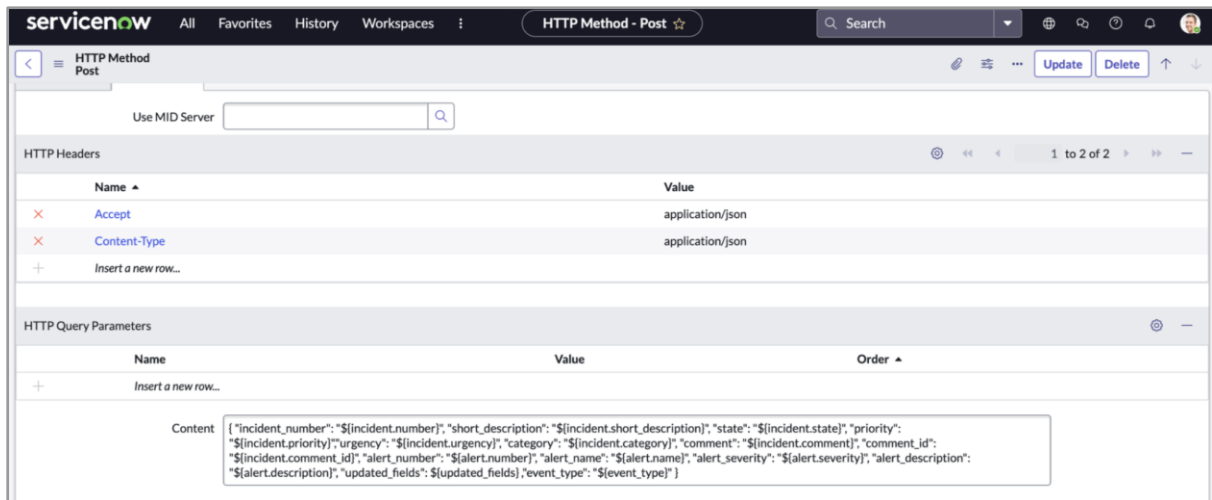 servicenow All Favorites History Workspaces HTTP Method - Post Search
HTTP Method
Post
Update Delete
Use MID Server
HTTP Headers 1 to 2 of 2
Name Value
Accept application/json
Content-Type application/json
Insert a new row...
HTTP Query Parameters
Name Value Order
Insert a new row...
Content { "incident_number": "${incident.number}", "short_description": "${incident.short_description}", "state": "${incident.state}", "priority":
"${incident.priority}","urgency": "${incident.urgency}", "category": "${incident.category}", "comment": "${incident.comment}", "comment_id":
"${incident.comment_id}", "alert_number": "${alert.number}", "alert_name": "${alert.name}", "alert_severity": "${alert.severity}", "alert_description":
"${alert.description}", "updated_fields": ${updated_fields} ,"event_type": "${event_type}" }